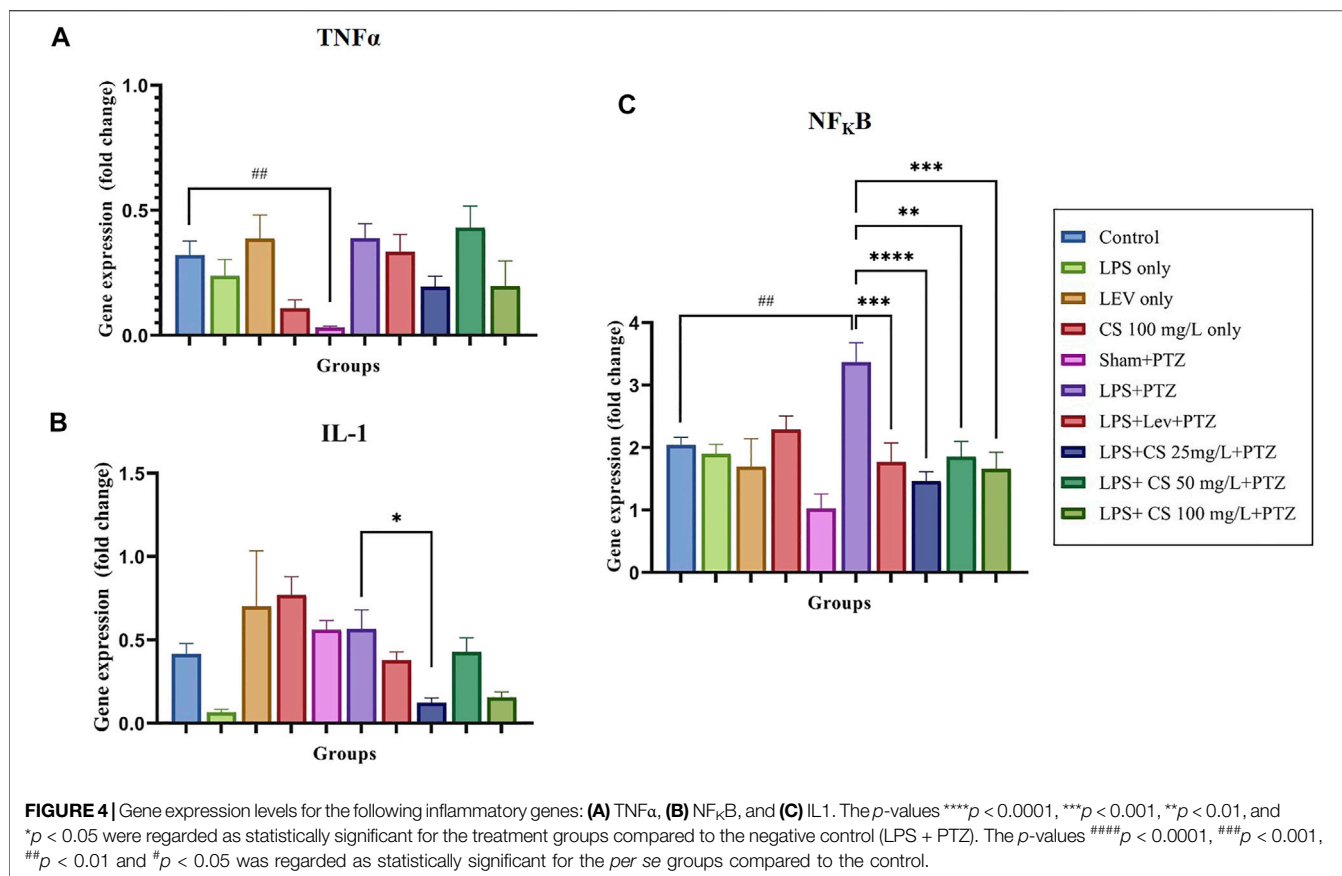 A
TNFα
Gene expression (fold change)
1.0
0.5
0.0
##
Groups
B
IL-1
Gene expression (fold change)
1.5
1.0
0.5
0.0
*
Groups
C
NFKB
Gene expression (fold change)
4
3
2
1
0
##
***
****
**
***
Groups
Control
LPS only
LEV only
CS 100 mg/L only
Sham+PTZ
LPS+PTZ
LPS+Lev+PTZ
LPS+CS 25mg/L+PTZ
LPS+ CS 50 mg/L+PTZ
LPS+ CS 100 mg/L+PTZ
FIGURE 4 | Gene expression levels for the following inflammatory genes: (A) TNFα, (B) NFKB, and (C) IL1. The p-values ****p < 0.0001, ***p < 0.001, **p < 0.01, and
*p < 0.05 were regarded as statistically significant for the treatment groups compared to the negative control (LPS + PTZ). The p-values ####p < 0.0001, ###p < 0.001,
##p < 0.01 and #p < 0.05 was regarded as statistically significant for the per se groups compared to the control.